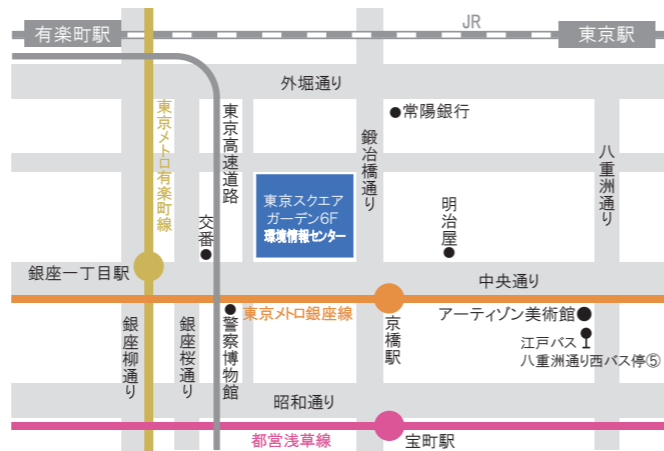 JR
有楽町駅
東京駅
外堀通り
常陽銀行
東京メトロ有楽町線
東京高速道路
鍛冶橋通り
八重洲通り
東京スクエア
ガーデン6F
環境情報センター
交番
明治屋
銀座一丁目駅
中央通り
東京メトロ銀座線
アーティゾン美術館
京橋駅
江戸バス
八重洲通り西バス停⑤
銀座柳通り
銀座桜通り
警察博物館
昭和通り
都営浅草線
宝町駅